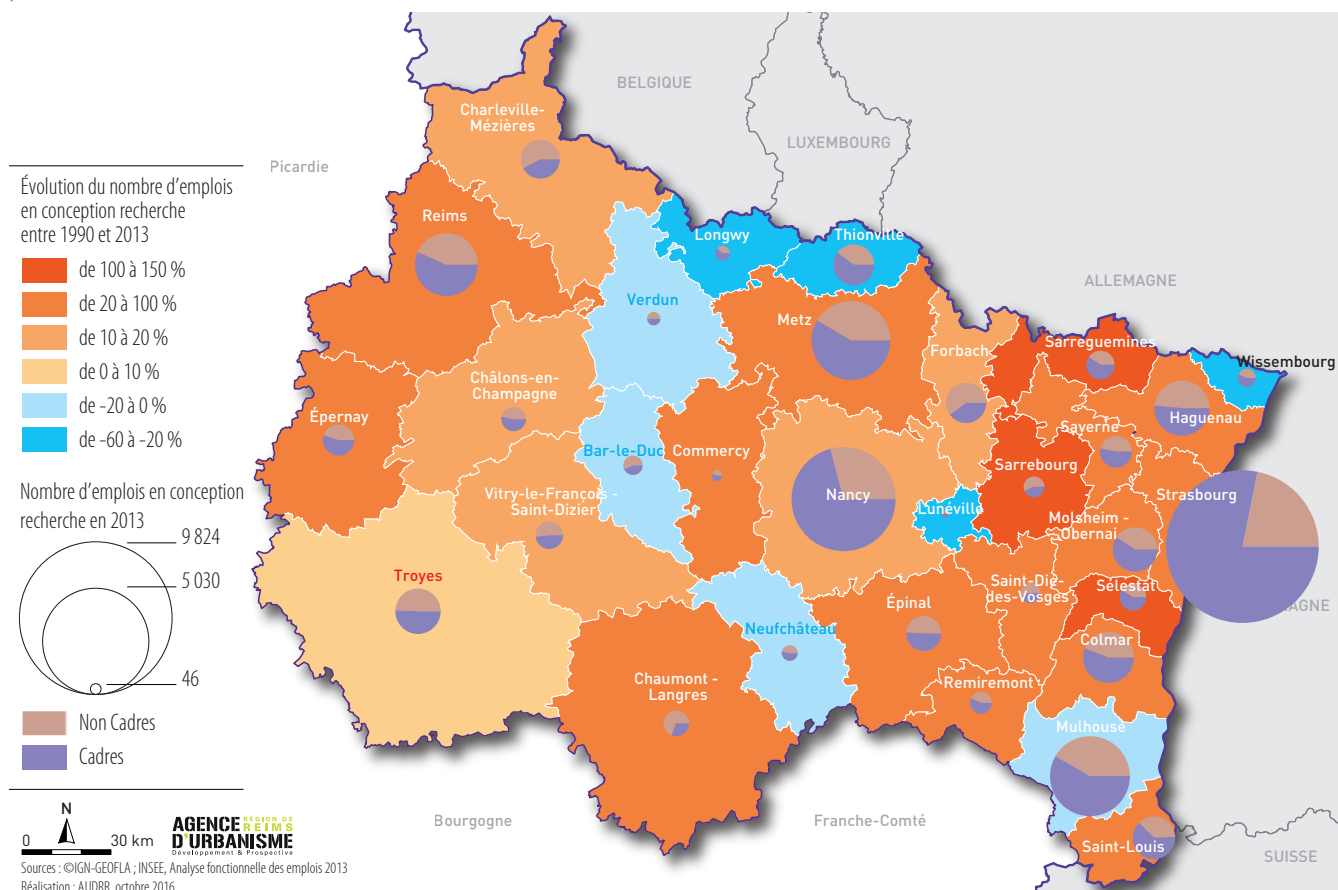 Évolution du nombre d'emplois
en conception recherche
entre 1990 et 2013
de 100 à 150 %
de 20 à 100 %
de 10 à 20 %
de 0 à 10 %
de -20 à 0 %
de -60 à -20 %
Nombre d'emplois en conception
recherche en 2013
9 824
5 030
46
Non Cadres
Cadres
N
0 30 km
AGENCE RÉGION DE REIMS
D'URBANISME
Développement & Prospective
Sources : ©IGN-GEOFLA ; INSEE, Analyse fonctionnelle des emplois 2013
Réalisation : AUDRR, octobre 2016
BELGIQUE
LUXEMBOURG
Picardie
ALLEMAGNE
Charleville-
Mézières
Reims
Longwy
Thionville
Verdun
Metz
Forbach
Sarreguemines
Wissembourg
Haguenau
Châlons-en-
Champagne
Épernay
Bar-le-Duc
Commercy
Saverne
Sarrebourg
Strasbourg
Vitry-le-François -
Saint-Dizier
Nancy
Lunéville
Molsheim -
Obernai
Troyes
Saint-Dié-
des-Vosges
Sélestat
MAGNE
Épinal
Neufchâteau
Colmar
Chaumont -
Langres
Remiremont
Mulhouse
Bourgogne
Franche-Comté
Saint-Louis
SUISSE